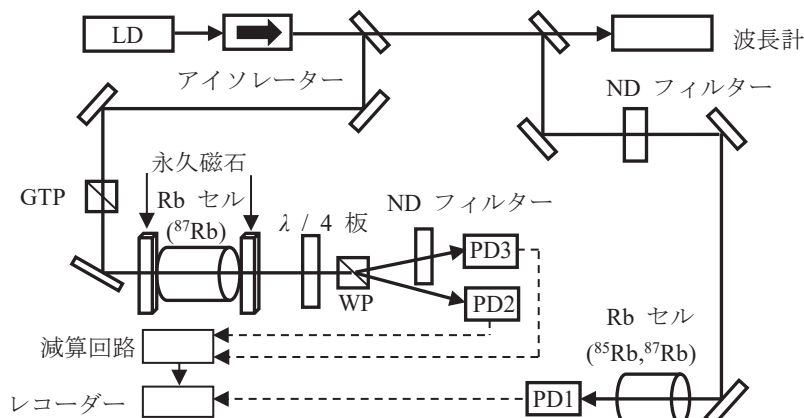 LD
アイソレーター
波長計
ND フィルター
永久磁石
GTP
Rb セル
(⁸⁷Rb)
λ / 4 板
ND フィルター
WP
PD3
PD2
減算回路
レコーダー
Rb セル
(⁸⁵Rb,⁸⁷Rb)
PD1